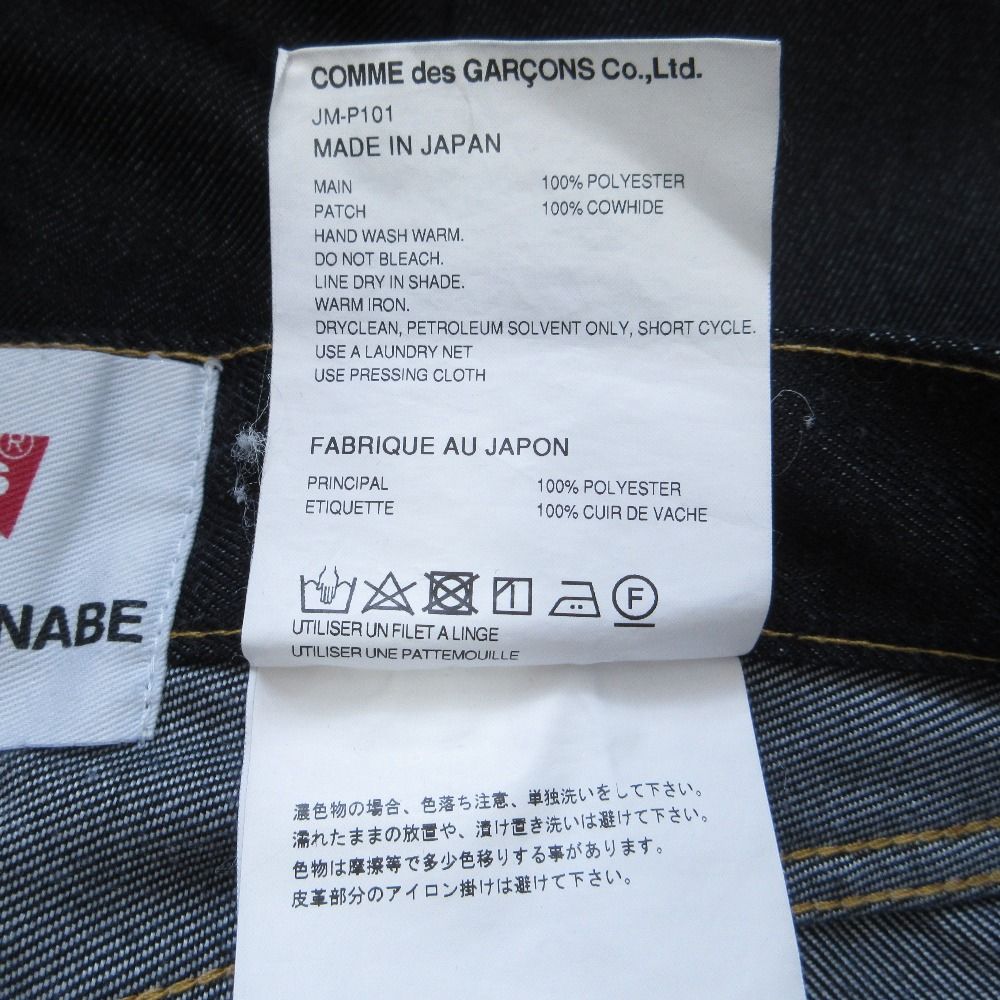 COMME des GARÇONS Co.,Ltd.
JM-P101
MADE IN JAPAN
MAIN 100% POLYESTER
PATCH 100% COWHIDE
HAND WASH WARM.
DO NOT BLEACH.
LINE DRY IN SHADE.
WARM IRON.
DRYCLEAN, PETROLEUM SOLVENT ONLY, SHORT CYCLE.
USE A LAUNDRY NET
USE PRESSING CLOTH
FABRIQUE AU JAPON
PRINCIPAL 100% POLYESTER
ETIQUETTE 100% CUIR DE VACHE
F
UTILISER UN FILET A LINGE
UTILISER UNE PATTEMOUILLE
S®
NABE
濃色物の場合、色落ち注意、単独洗いをして下さい。
濡れたままの放置や、漬け置き洗いは避けて下さい。
色物は摩擦等で多少色移りする事があります。
皮革部分のアイロン掛けは避けて下さい。